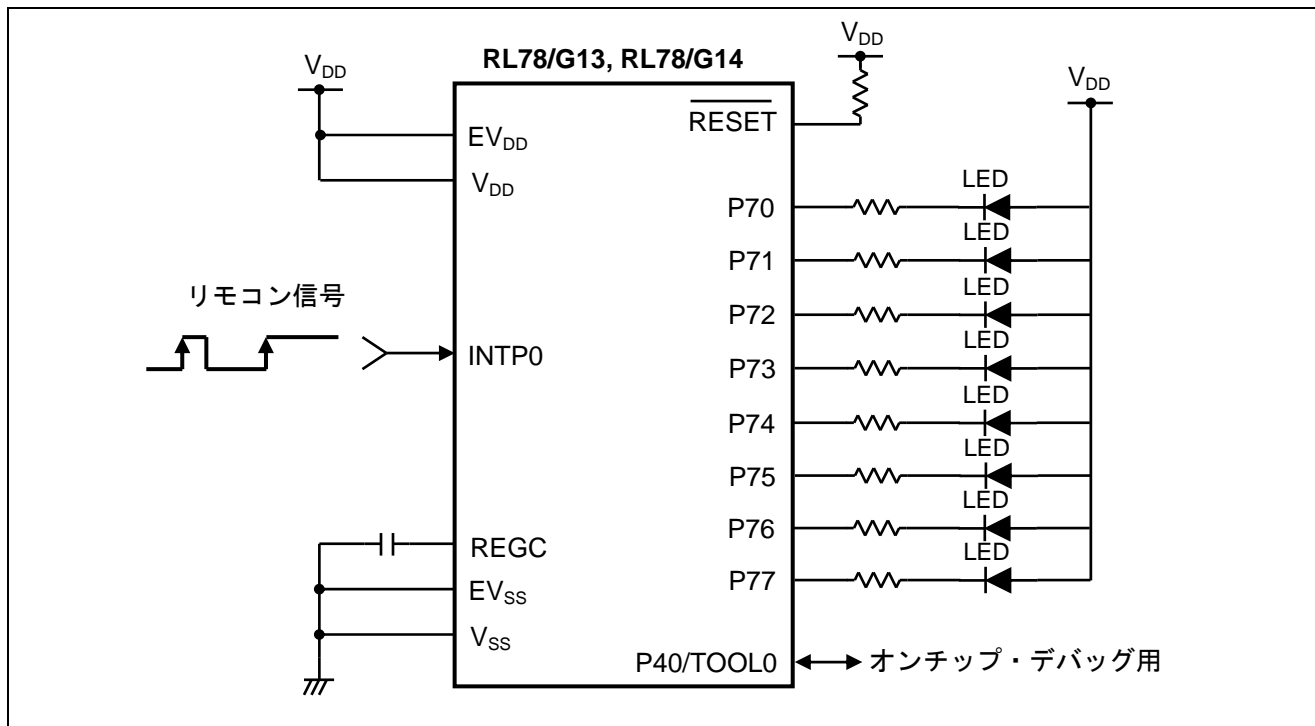 RL78/G13, RL78/G14
VDD
VDD
VDD
RESET
EVDD
VDD
LED
P70
LED
P71
LED
P72
リモコン信号
LED
P73
INTP0
LED
P74
LED
P75
LED
P76
REGC
LED
P77
EVSS
VSS
P40/TOOL0
オンチップ・デバッグ用